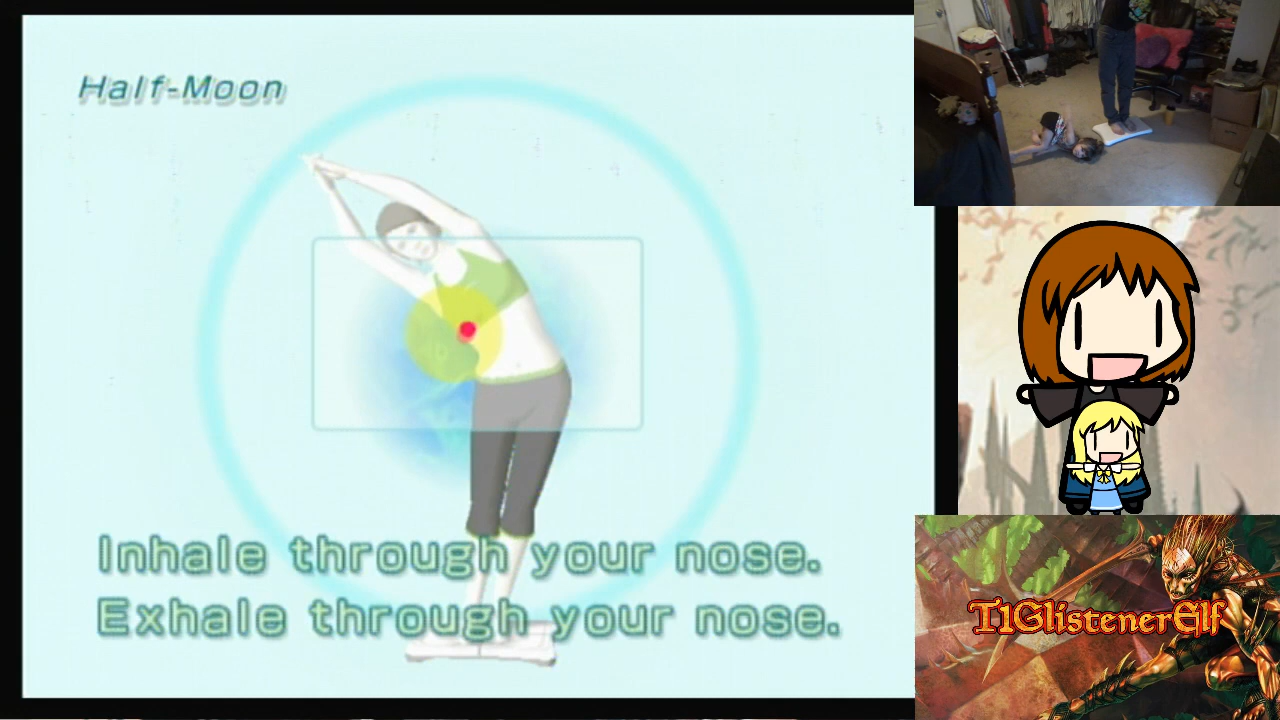 Half-Moon
Inhale through your nose.
Exhale through your nose.
T1GlistenerElf